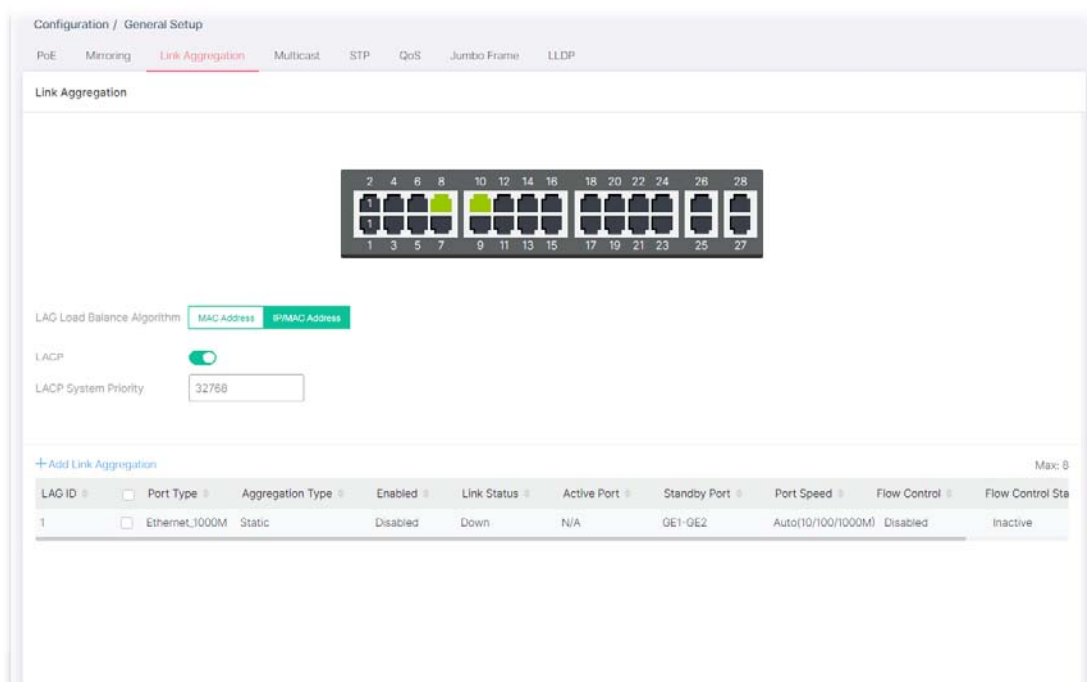 Configuration / General Setup
PoE Mirroring Link Aggregation Multicast STP QoS Jumbo Frame LLDP
Link Aggregation
2 4 6 8 10 12 14 16 18 20 22 24 26 28
1
1
1 3 5 7 9 11 13 15 17 19 21 23 25 27
LAG Load Balance Algorithm MAC Address IP/MAC Address
LACP
LACP System Priority 32768
+Add Link Aggregation Max: 8
LAG ID Port Type Aggregation Type Enabled Link Status Active Port Standby Port Port Speed Flow Control Flow Control Sta
1 Ethernet_1000M Static Disabled Down N/A GE1-GE2 Auto(10/100/1000M) Disabled Inactive